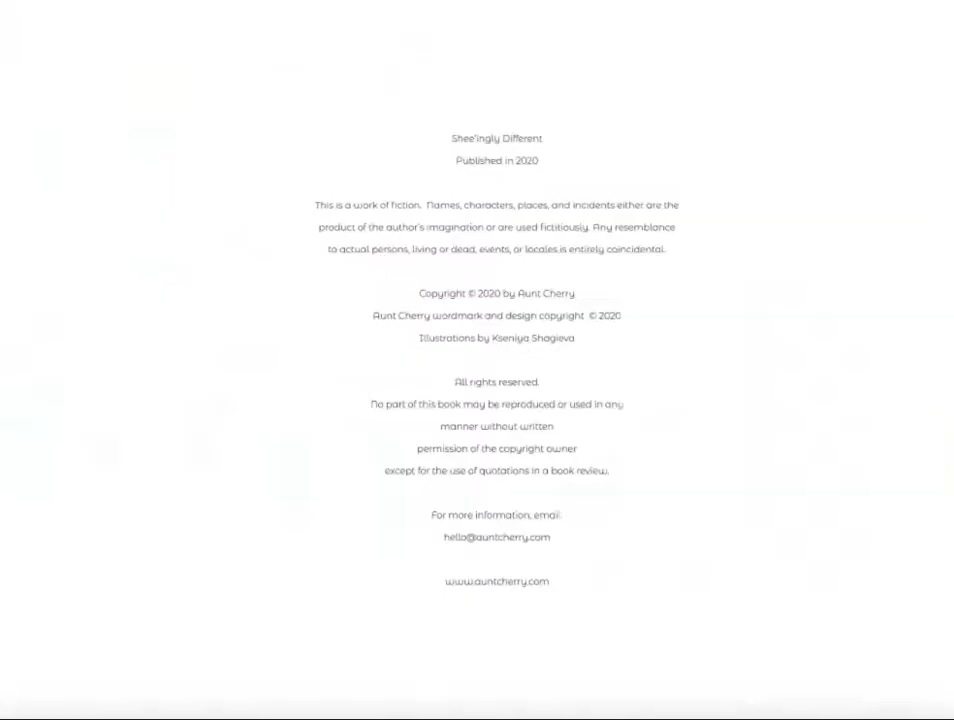 Shee'ingly Different
Published in 2020
This is a work of fiction. Names, characters, places, and incidents either are the
product of the author's imagination or are used fictitiously. Any resemblance
to actual persons, living or dead, events, or locales is entirely coincidental.
Copyright © 2020 by Aunt Cherry
Aunt Cherry wordmark and design copyright © 2020
Illustrations by Kseniya Shagieva
All rights reserved.
No part of this book may be reproduced or used in any
manner without written
permission of the copyright owner
except for the use of quotations in a book review.
For more information, email:
hello@auntcherry.com
www.auntcherry.com